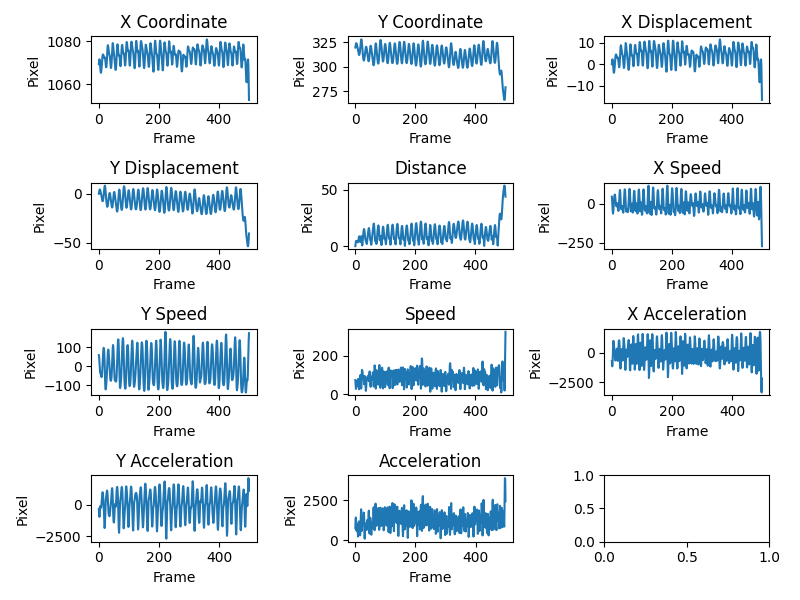 X Coordinate
Y Coordinate
X Displacement
1080
1060
Pixel
0
400
Frame
325
300
275
Pixel
0
200
400
Frame
10
−10
Pixel
0
200
400
Frame
Y Displacement
Distance
X Speed
0
−50
Pixel
0
200
400
Frame
50
0
Pixel
0
200
400
Frame
0
−250
Pixel
0
200
400
Frame
Y Speed
Speed
X Acceleration
100
0
−100
Pixel
0
200
400
Frame
200
0
Pixel
0
200
400
Frame
0
−2500
Pixel
0
200
400
Frame
Y Acceleration
Acceleration
0
−2500
Pixel
0
200
400
Frame
2500
0
Pixel
0
200
400
Frame
1.0
0.5
0.0
0.0
0.5
1.0